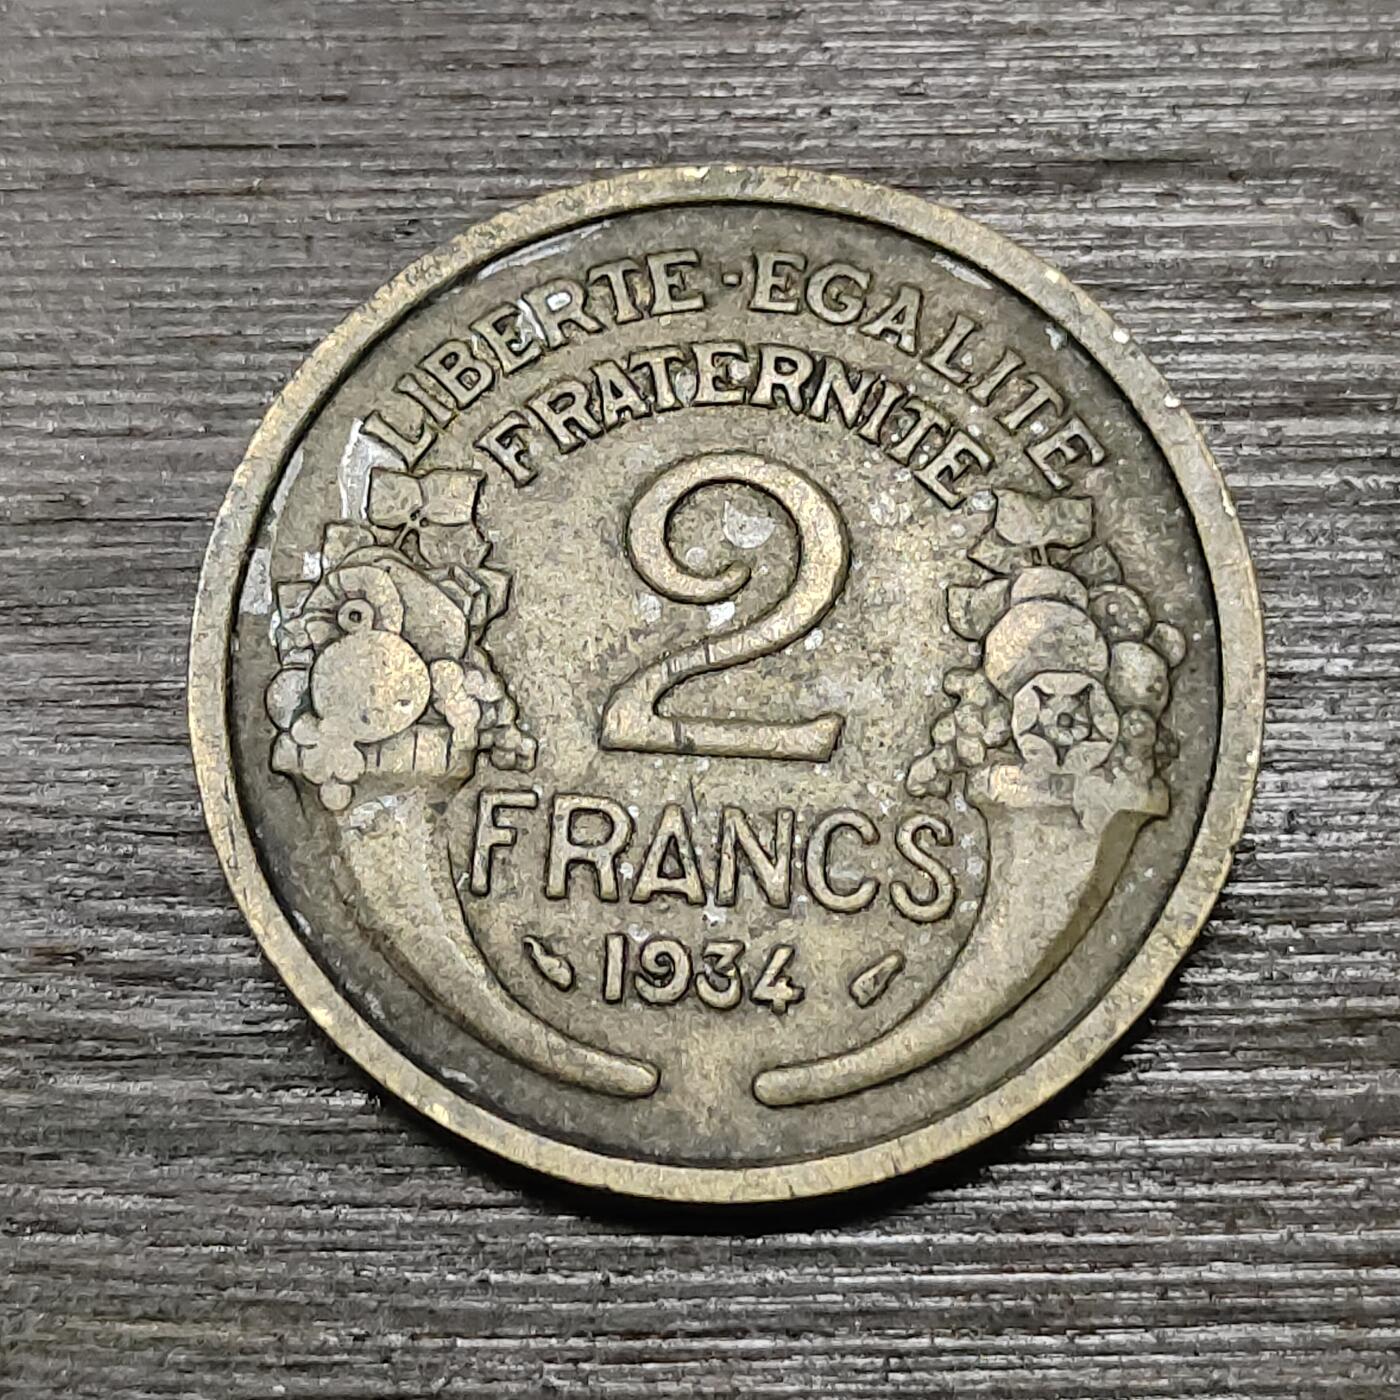 LIBERTE·EGALITE
FRATERNITE
2
FRANCS
1934